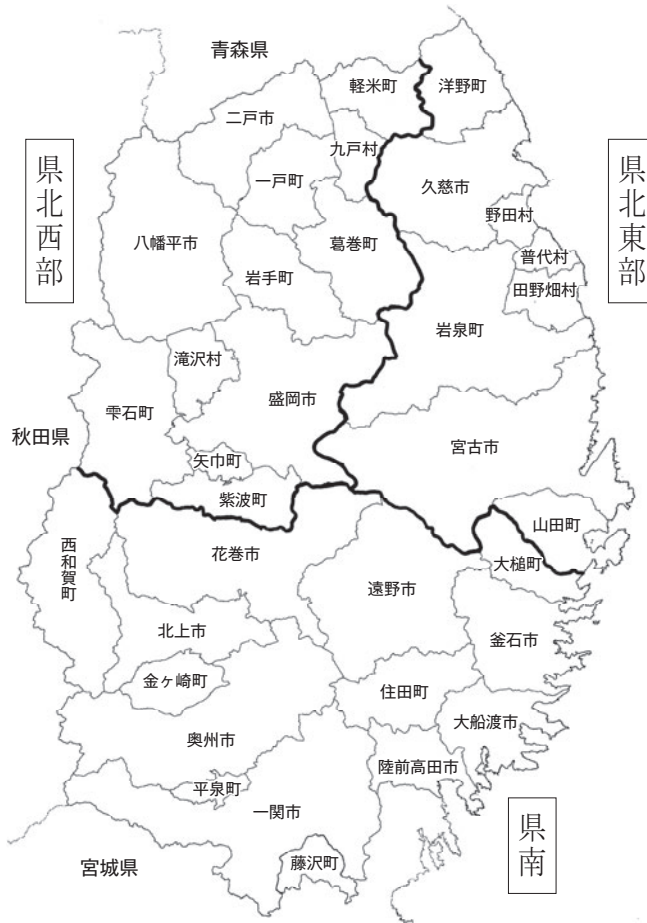 青森県
軽米町
洋野町
二戸市
九戸村
県北西部
県北東部
一戸町
久慈市
野田村
八幡平市
葛巻町
普代村
岩手町
田野畑村
岩泉町
滝沢村
盛岡市
雫石町
秋田県
宮古市
矢巾町
紫波町
山田町
花巻市
大槌町
西和賀町
遠野市
北上市
釜石市
金ヶ崎町
住田町
大船渡市
奥州市
陸前高田市
平泉町
一関市
県南
藤沢町
宮城県